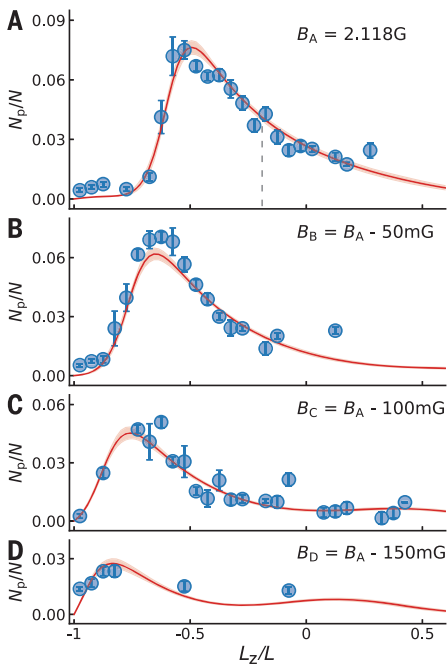 A
B_A = 2.118G
N_p/N
0.09
0.06
0.03
0.00
B
B_B = B_A - 50mG
N_p/N
0.06
0.03
0.00
C
B_C = B_A - 100mG
N_p/N
0.06
0.03
0.00
D
B_D = B_A - 150mG
N_p/N
0.03
0.00
-1 -0.5 0 0.5
L_z/L